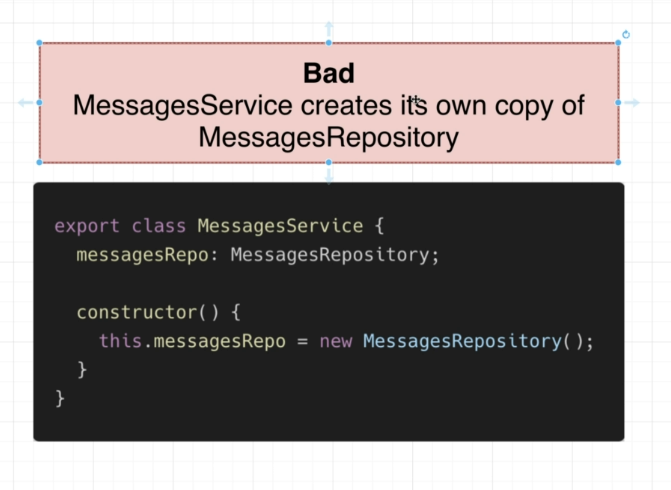 Bad
MessagesService creates its own copy of
MessagesRepository
export class MessagesService {
  messagesRepo: MessagesRepository;

  constructor() {
    this.messagesRepo = new MessagesRepository();
  }
}